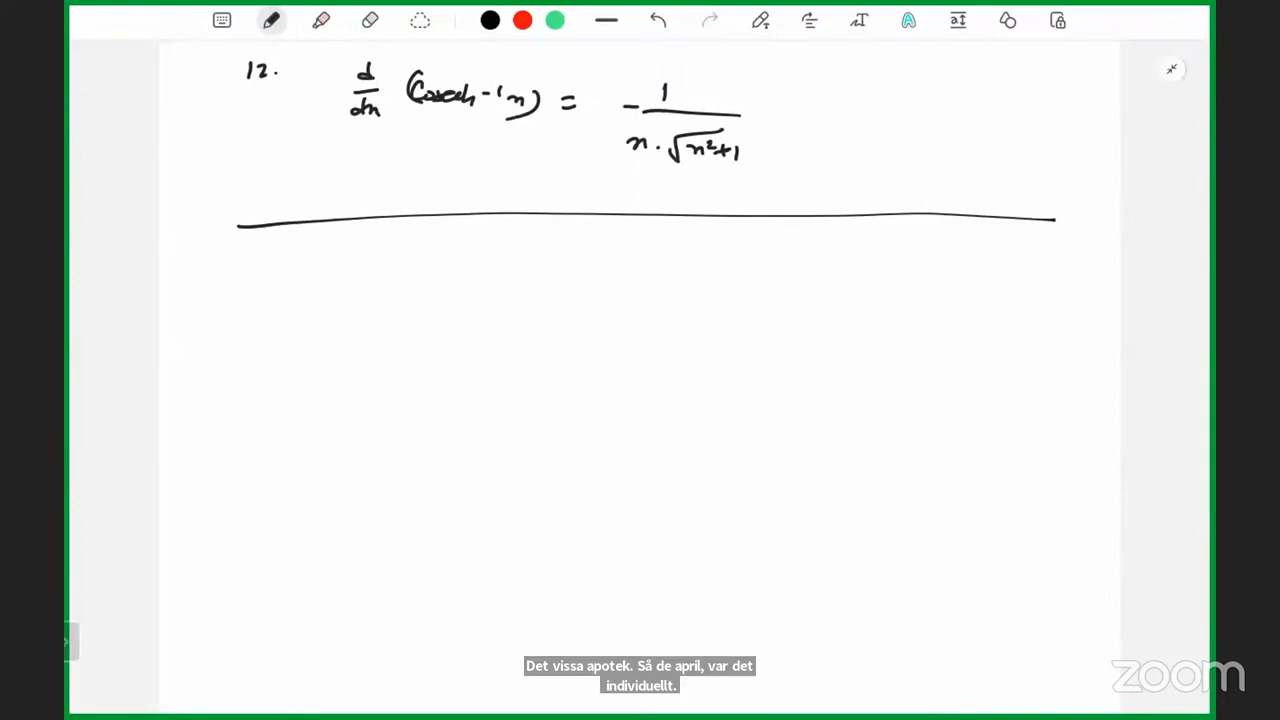 12. d/dx (Cosech-1x) = - 1/x.√x²+1
Det vissa apotek. Så de april, var det
individuellt.
zoom